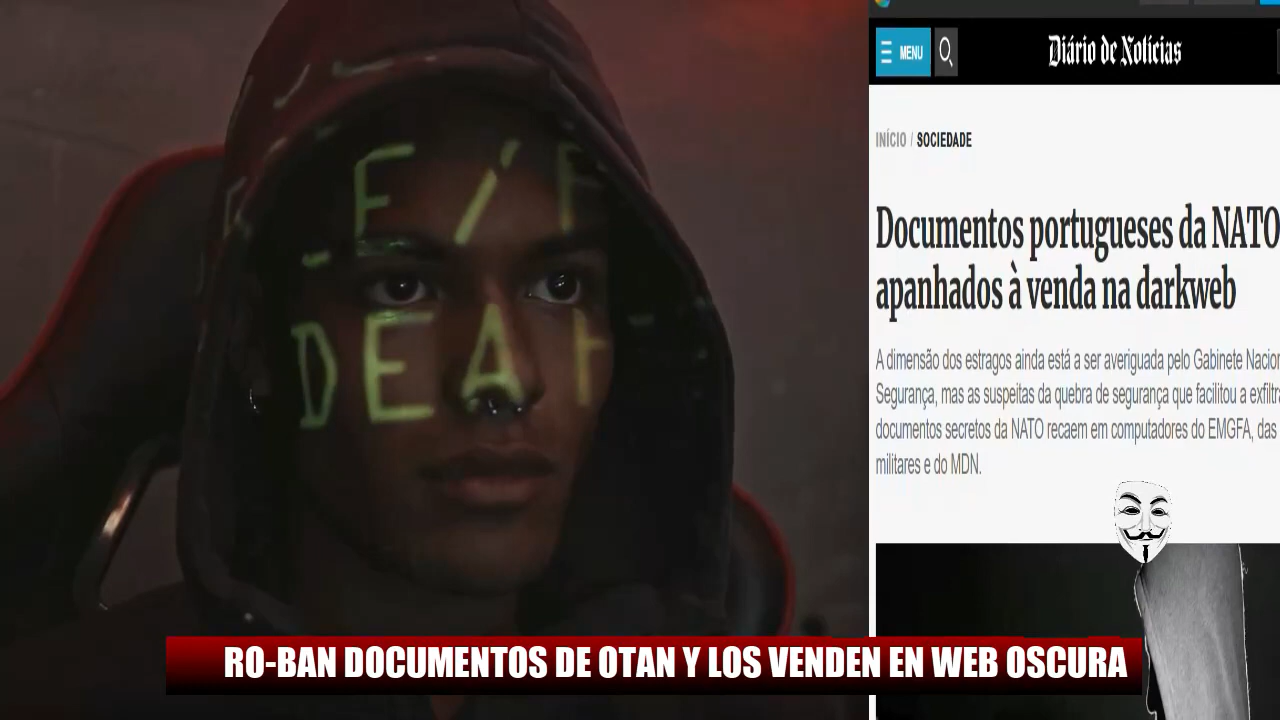 E/F
DEAF
MENU
Diário de Notícias
INÍCIO / SOCIEDADE
Documentos portugueses da NATO
apanhados à venda na darkweb
A dimensão dos estragos ainda está a ser averiguada pelo Gabinete
Segurança, mas as suspeitas da quebra de segurança que facilitou a
documentos secretos da NATO recaem em computadores do EMGFA, das
militares e do MDN.
RO-BAN DOCUMENTOS DE OTAN Y LOS VENDEN EN WEB OSCURA